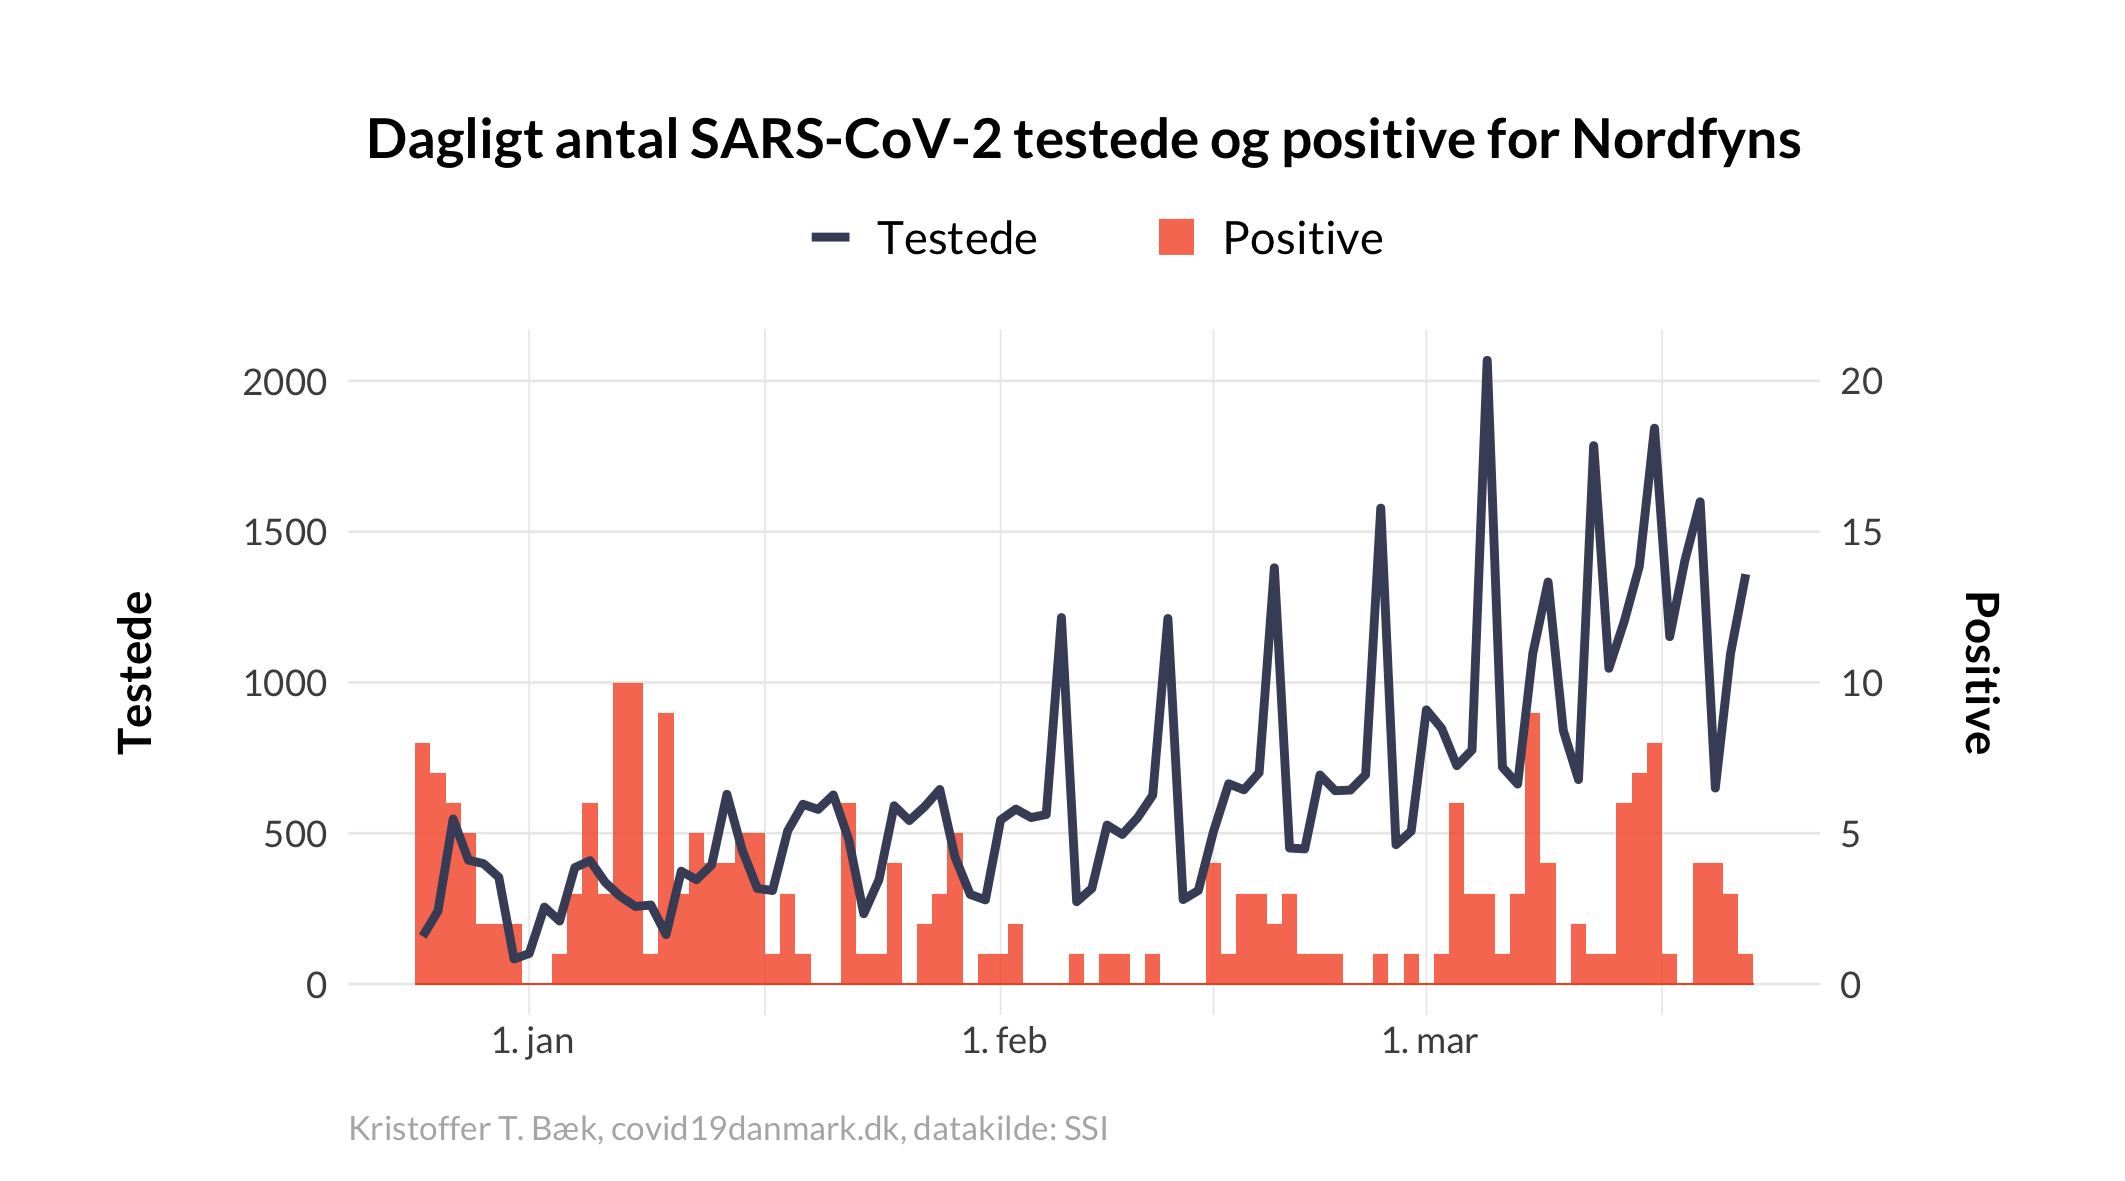 Dagligt antal SARS-CoV-2 testede og positive for Nordfyns
Testede
Positive
2000
1500
1000
500
0
20
15
10
5
0
Testede
Positive
1. jan
1. feb
1. mar
Kristoffer T. Bæk, covid19danmark.dk, datakilde: SSI